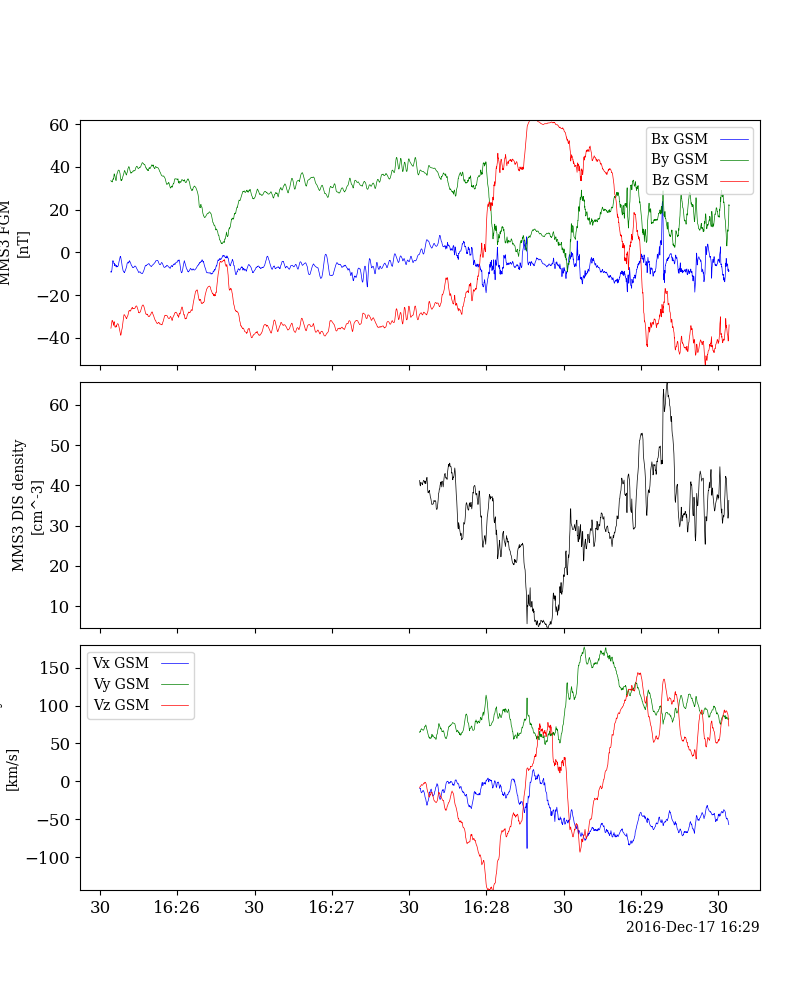 60
40
20
0
−20
−40
MMS3 FGM
[nT]
Bx GSM
By GSM
Bz GSM
60
50
40
30
20
10
MMS3 DIS density
[cm^-3]
150
100
50
0
−50
−100
[km/s]
Vx GSM
Vy GSM
Vz GSM
30 16:26 30 16:27 30 16:28 30 16:29 30
2016-Dec-17 16:29